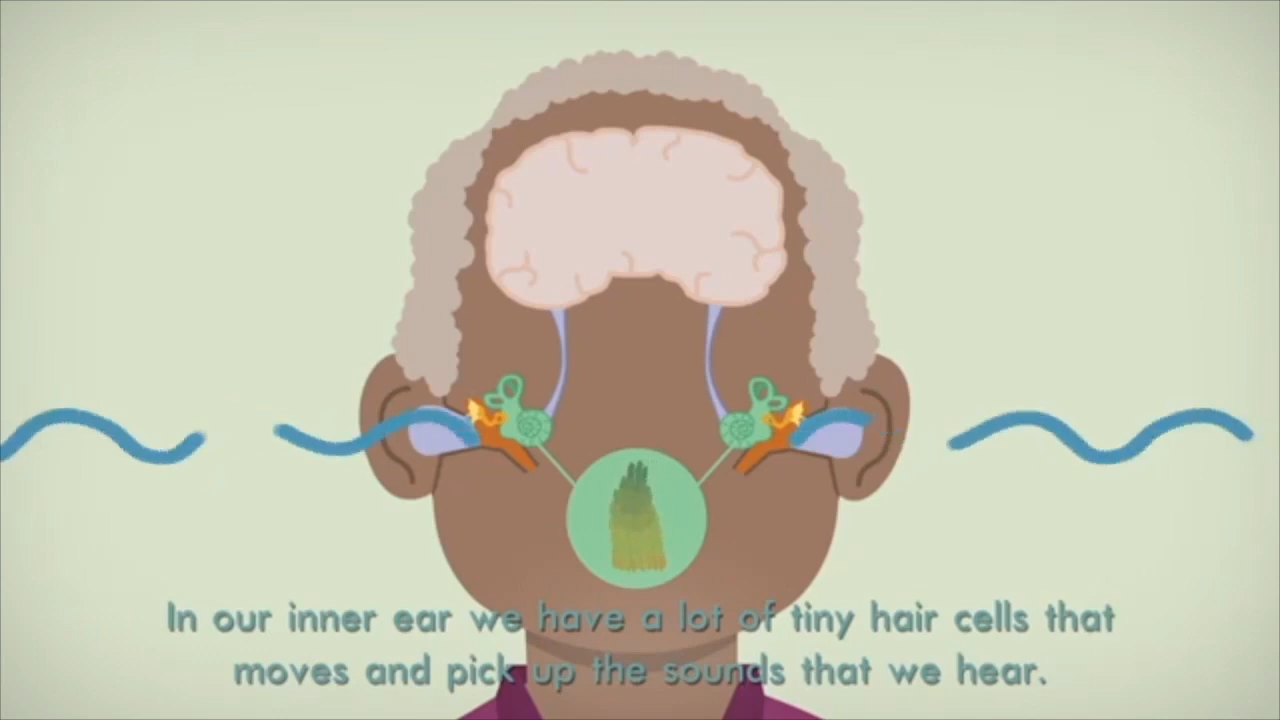 In our inner ear we have a lot of tiny hair cells that
moves and pick up the sounds that we hear.